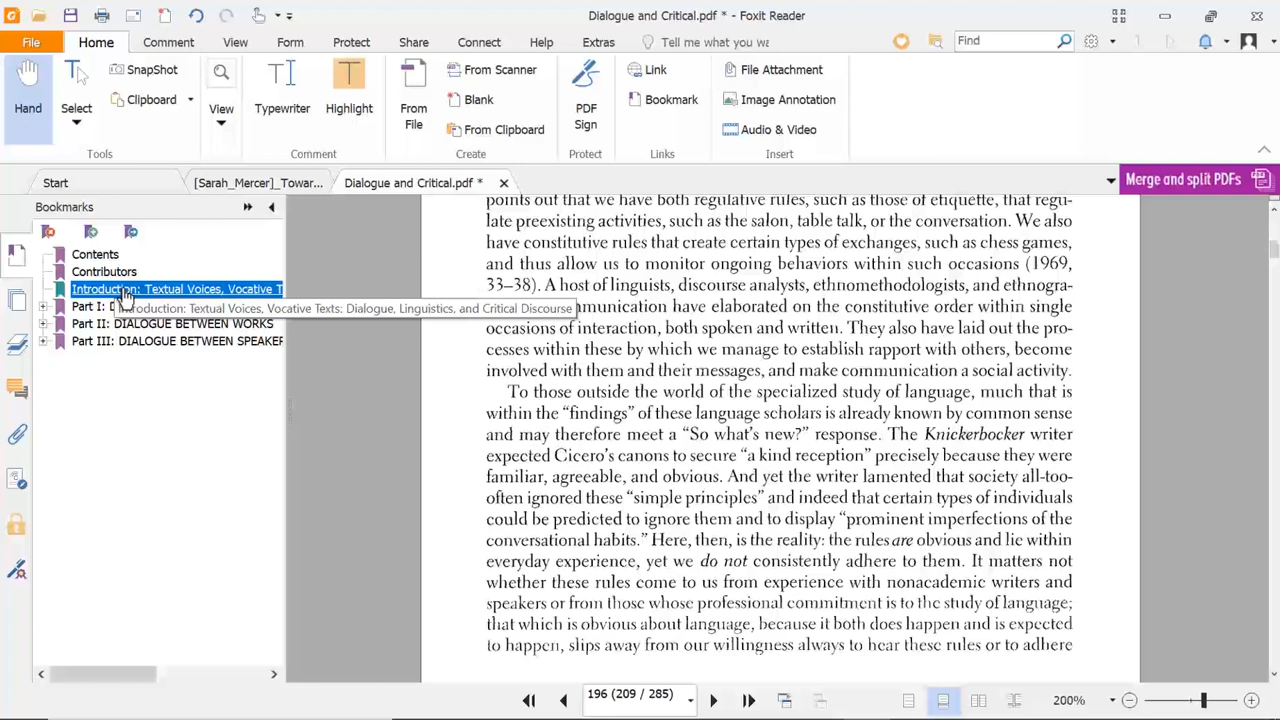 Dialogue and Critical.pdf * - Foxit Reader
File Home Comment View Form Protect Share Connect Help Extras Tell me what you wa Find
Hand
Select
SnapShot
Clipboard
View
Typewriter
Highlight
From File
From Scanner
Blank
From Clipboard
PDF Sign
Link
Bookmark
File Attachment
Image Annotation
Audio & Video
Tools Comment Create Protect Links Insert
Start [Sarah_Mercer]_Towar... Dialogue and Critical.pdf * Merge and split PDFs
Bookmarks
Contents
Contributors
Introduction: Textual Voices, Vocative T
Part I: D
Introduction: Textual Voices, Vocative Texts: Dialogue, Linguistics, and Critical Discourse
Part II: DIALOGUE BETWEEN WORKS
Part III: DIALOGUE BETWEEN SPEAKER
points out that we have both regulative rules, such as those of etiquette, that regu-
late preexisting activities, such as the salon, table talk, or the conversation. We also
have constitutive rules that create certain types of exchanges, such as chess games,
and thus allow us to monitor ongoing behaviors within such occasions (1969,
33–38). A host of linguists, discourse analysts, ethnomethodologists, and ethnogra-
mmunication have elaborated on the constitutive order within single
occasions of interaction, both spoken and written. They also have laid out the pro-
cesses within these by which we manage to establish rapport with others, become
involved with them and their messages, and make communication a social activity.
To those outside the world of the specialized study of language, much that is
within the “findings” of these language scholars is already known by common sense
and may therefore meet a “So what’s new?” response. The Knickerbocker writer
expected Cicero’s canons to secure “a kind reception” precisely because they were
familiar, agreeable, and obvious. And yet the writer lamented that society all-too-
often ignored these “simple principles” and indeed that certain types of individuals
could be predicted to ignore them and to display “prominent imperfections of the
conversational habits.” Here, then, is the reality: the rules are obvious and lie within
everyday experience, yet we do not consistently adhere to them. It matters not
whether these rules come to us from experience with nonacademic writers and
speakers or from those whose professional commitment is to the study of language;
that which is obvious about language, because it both does happen and is expected
to happen, slips away from our willingness always to hear these rules or to adhere
196 (209 / 285)
200%